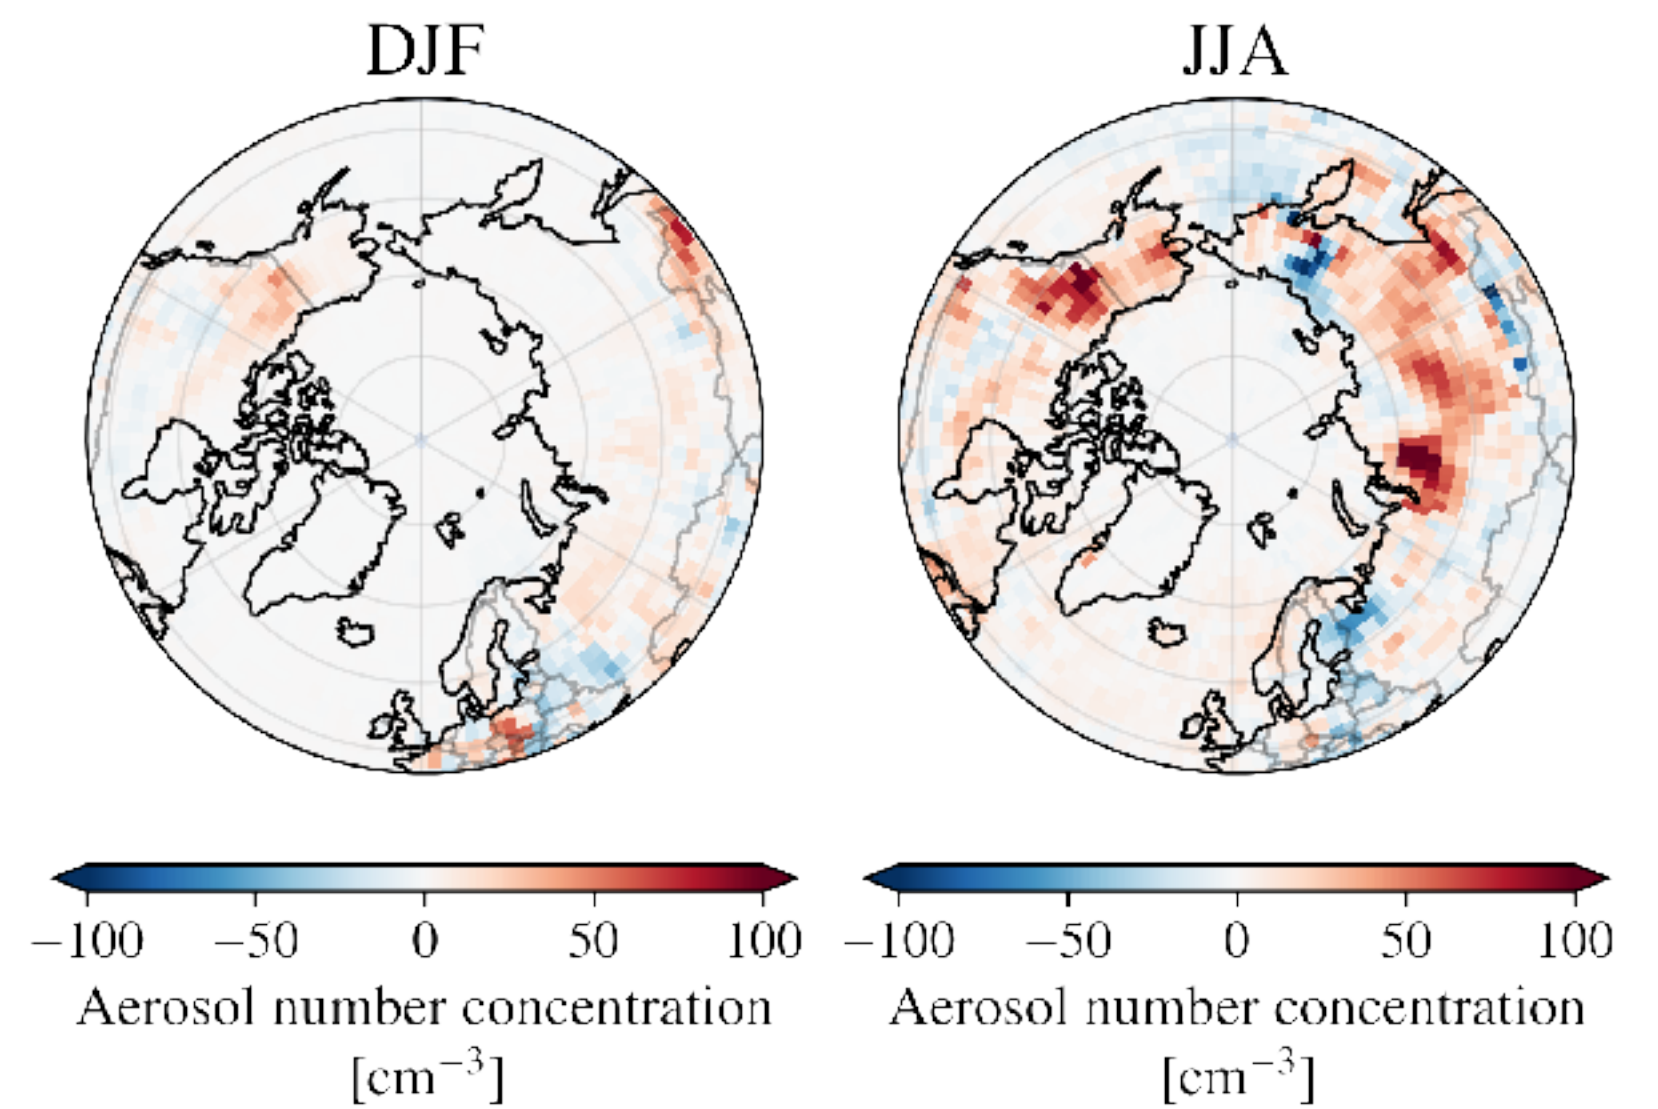 DJF JJA
−100 −50 0 50 100 −100 −50 0 50 100
Aerosol number concentration Aerosol number concentration
[cm⁻³] [cm⁻³]